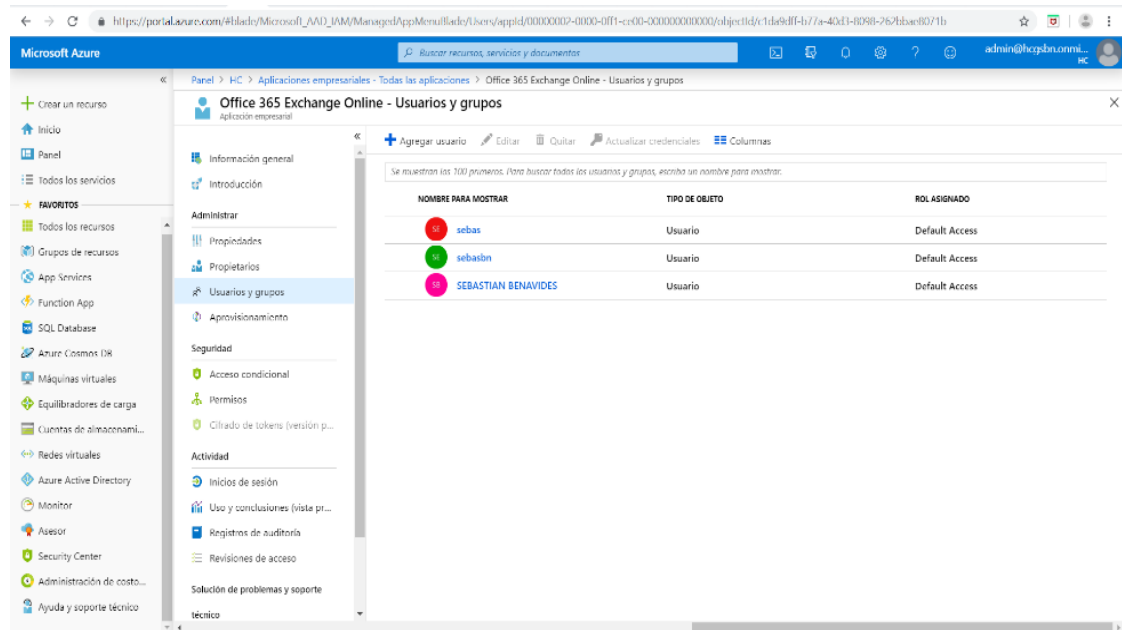 https://portal.azure.com/#blade/Microsoft_AAD_IAM/ManagedAppMenuBlade/Users/appId/00000002-0000-0ff1-ce00-000000000000/objectId/c1da9dff-b77a-40d3-8098-262bbae8071b
Microsoft Azure
Buscar recursos, servicios y documentos
admin@hcgsbn.onmi...
HC
Panel > HC > Aplicaciones empresariales - Todas las aplicaciones > Office 365 Exchange Online - Usuarios y grupos
Office 365 Exchange Online - Usuarios y grupos
Aplicación empresarial
Crear un recurso
Inicio
Panel
Todos los servicios
FAVORITOS
Todos los recursos
Grupos de recursos
App Services
Function App
SQL Database
Azure Cosmos DB
Máquinas virtuales
Equilibradores de carga
Cuentas de almacenami...
Redes virtuales
Azure Active Directory
Monitor
Asesor
Security Center
Administración de costo...
Ayuda y soporte técnico
Información general
Introducción
Administrar
Propiedades
Propietarios
Usuarios y grupos
Aprovisionamiento
Seguridad
Acceso condicional
Permisos
Cifrado de tokens (versión p...
Actividad
Inicios de sesión
Uso y conclusiones (vista pr...
Registros de auditoría
Revisiones de acceso
Solución de problemas y soporte
técnico
Agregar usuario Editar Quitar Actualizar credenciales Columnas
Se muestran los 100 primeros. Para buscar todos los usuarios y grupos, escriba un nombre para mostrar.
NOMBRE PARA MOSTRAR TIPO DE OBJETO ROL ASIGNADO
SE sebas Usuario Default Access
SE sebasbn Usuario Default Access
SB SEBASTIAN BENAVIDES Usuario Default Access